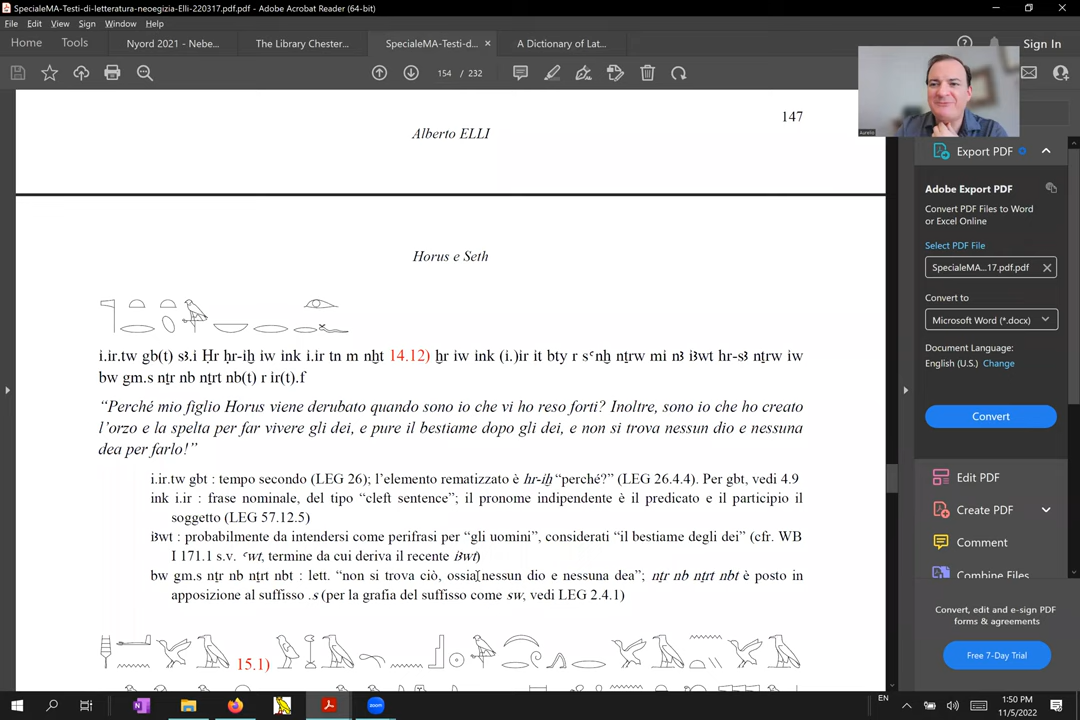 SpecialeMA-Testi-di-letteratura-neoegizia-Elli-220317.pdf.pdf - Adobe Acrobat Reader (64-bit)
File Edit View Sign Window Help
Home Tools Nyord 2021 - Nebe... The Library Chester... SpecialeMA-Testi-d... × A Dictionary of Lat... Sign In
154 / 232
147
Alberto ELLI
Horus e Seth
i.ir.tw gb(t) sꜣ.i Ḥr ḥr-iḫ iw ink i.ir tn m nḫt 14.12) ḫr iw ink (i.)ir it bty r sꜥnḫ nṯrw mi nꜣ iꜣwt ḥr-sꜣ nṯrw iw
bw gm.s nṯr nb nṯrt nb(t) r ir(t).f
“Perché mio figlio Horus viene derubato quando sono io che vi ho reso forti? Inoltre, sono io che ho creato
l’orzo e la spelta per far vivere gli dei, e pure il bestiame dopo gli dei, e non si trova nessun dio e nessuna
dea per farlo!”
i.ir.tw gbt : tempo secondo (LEG 26); l’elemento rematizzato è ḥr-iḫ “perché?” (LEG 26.4.4). Per gbt, vedi 4.9
ink i.ir : frase nominale, del tipo “cleft sentence”; il pronome indipendente è il predicato e il participio il
soggetto (LEG 57.12.5)
iꜣwt : probabilmente da intendersi come perifrasi per “gli uomini”, considerati “il bestiame degli dei” (cfr. WB
I 171.1 s.v. ꜥwt, termine da cui deriva il recente iꜣwt)
bw gm.s nṯr nb nṯrt nbt : lett. “non si trova ciò, ossia nessun dio e nessuna dea”; nṯr nb nṯrt nbt è posto in
apposizione al suffisso .s (per la grafia del suffisso come sw, vedi LEG 2.4.1)
15.1)
Export PDF
Adobe Export PDF
Convert PDF Files to Word
or Excel Online
Select PDF File
SpecialeMA...17.pdf.pdf ×
Convert to
Microsoft Word (*.docx)
Document Language:
English (U.S.) Change
Convert
Edit PDF
Create PDF
Comment
Combine Files
Convert, edit and e-sign PDF
forms & agreements
Free 7-Day Trial
EN
1:50 PM
11/5/2022